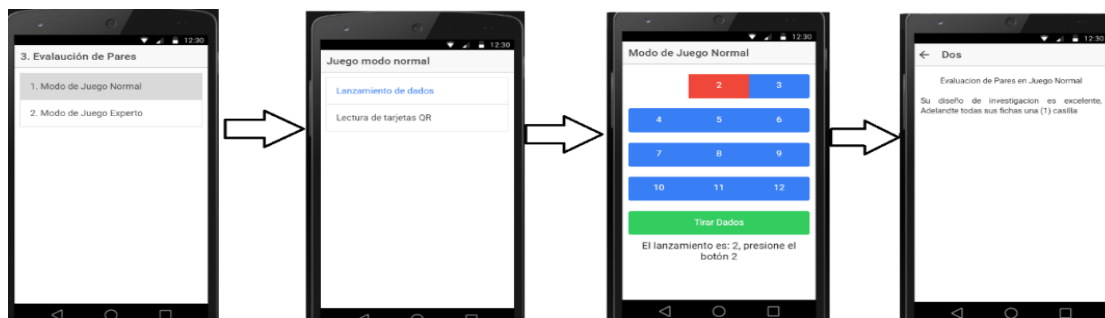 12:30
3. Evalaución de Pares
1. Modo de Juego Normal
2. Modo de Juego Experto
12:30
Juego modo normal
Lanzamiento de dados
Lectura de tarjetas QR
12:30
Modo de Juego Normal
2 3
4 5 6
7 8 9
10 11 12
Tirar Dados
El lanzamiento es: 2, presione el
botón 2
12:30
← Dos
Evaluacion de Pares en Juego Normal
Su diseño de investigacion es excelente,
Adelandte todas sus fichas una (1) casilla